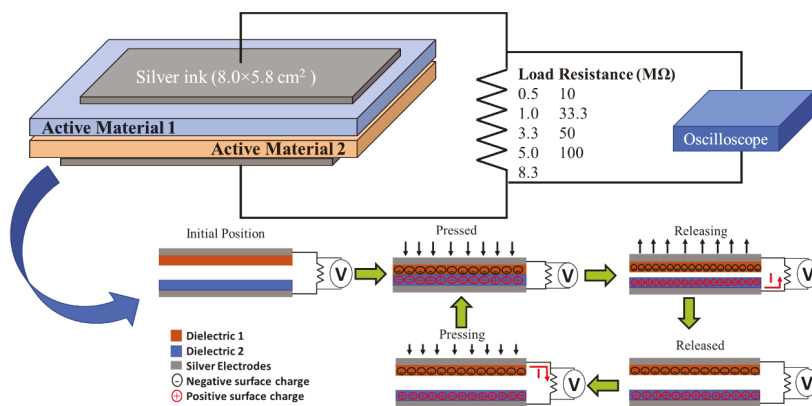 Silver ink (8.0×5.8 cm²)
Active Material 1
Active Material 2
Load Resistance (MΩ)
0.5 10
1.0 33.3
3.3 50
5.0 100
8.3
Oscilloscope
Initial Position
Pressed
Releasing
V
V
I
V
Pressing
Released
I
V
V
Dielectric 1
Dielectric 2
Silver Electrodes
Negative surface charge
Positive surface charge